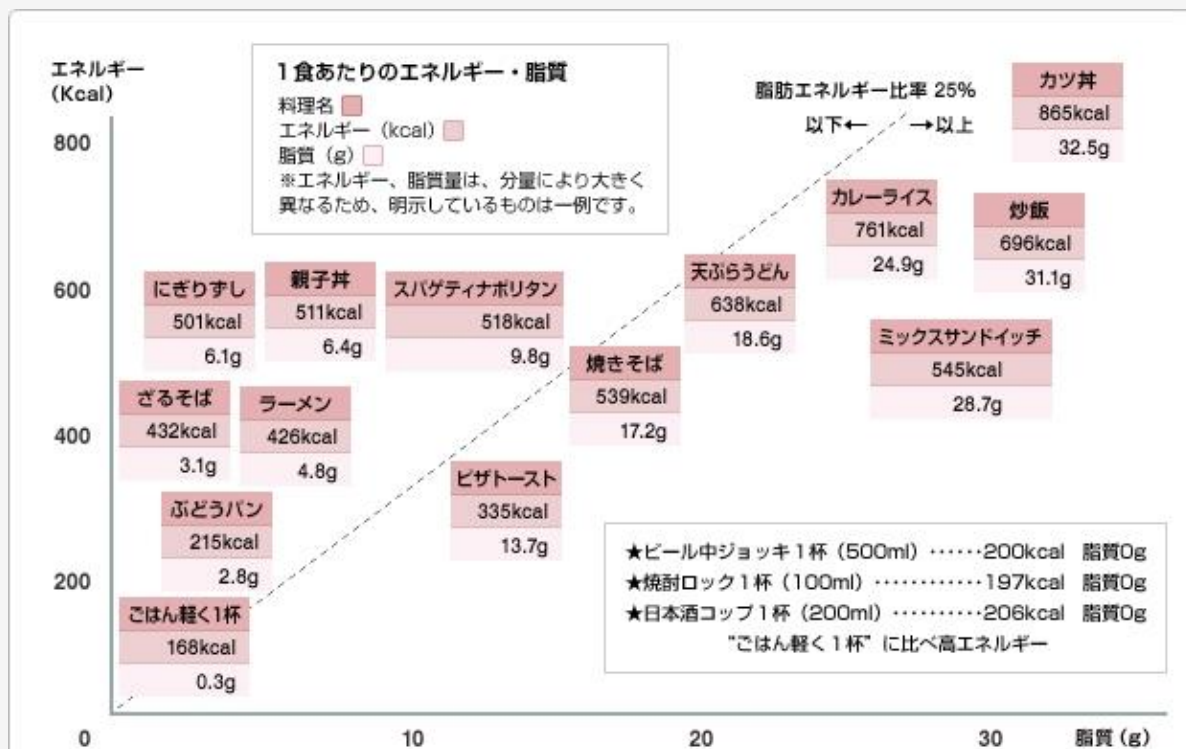 エネルギー
(Kcal)
800
600
400
200
0
10
20
30
脂質 (g)
1食あたりのエネルギー・脂質
料理名
エネルギー（kcal）
脂質（g）
※エネルギー、脂質量は、分量により大きく
異なるため、明示しているものは一例です。
脂肪エネルギー比率 25%
以下← →以上
カツ丼
865kcal
32.5g
カレーライス
761kcal
24.9g
炒飯
696kcal
31.1g
にぎりずし
501kcal
6.1g
親子丼
511kcal
6.4g
スパゲティナポリタン
518kcal
9.8g
天ぷらうどん
638kcal
18.6g
ミックスサンドイッチ
545kcal
28.7g
焼きそば
539kcal
17.2g
ざるそば
432kcal
3.1g
ラーメン
426kcal
4.8g
ピザトースト
335kcal
13.7g
ぶどうパン
215kcal
2.8g
ごはん軽く1杯
168kcal
0.3g
★ビール中ジョッキ1杯（500ml）‥‥‥200kcal 脂質0g
★焼酎ロック1杯（100ml）‥‥‥‥‥‥197kcal 脂質0g
★日本酒コップ1杯（200ml）‥‥‥‥‥206kcal 脂質0g
“ごはん軽く1杯”に比べ高エネルギー